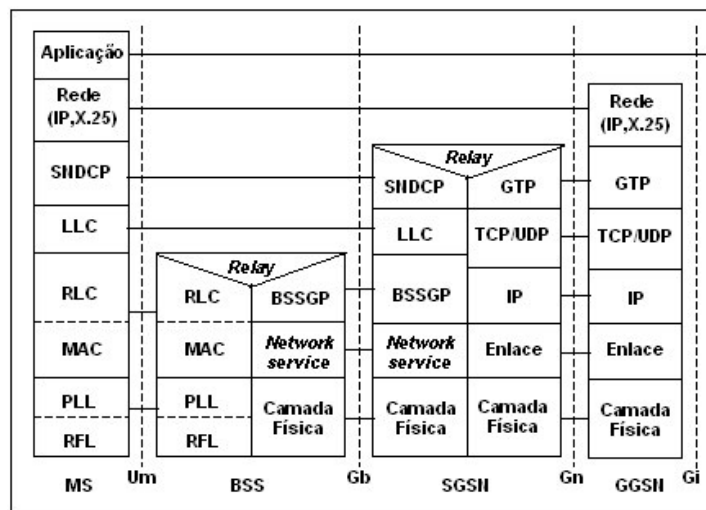 Aplicação
Rede
(IP,X.25)
SNDCP
LLC
RLC
MAC
PLL
RFL
MS
Um
Relay
RLC
BSSGP
MAC
Network
service
PLL
RFL
Camada
Física
BSS
Gb
Relay
SNDCP
GTP
LLC
TCP/UDP
BSSGP
IP
Network
service
Enlace
Camada
Física
Camada
Física
SGSN
Gn
Rede
(IP,X.25)
GTP
TCP/UDP
IP
Enlace
Camada
Física
GGSN
Gi